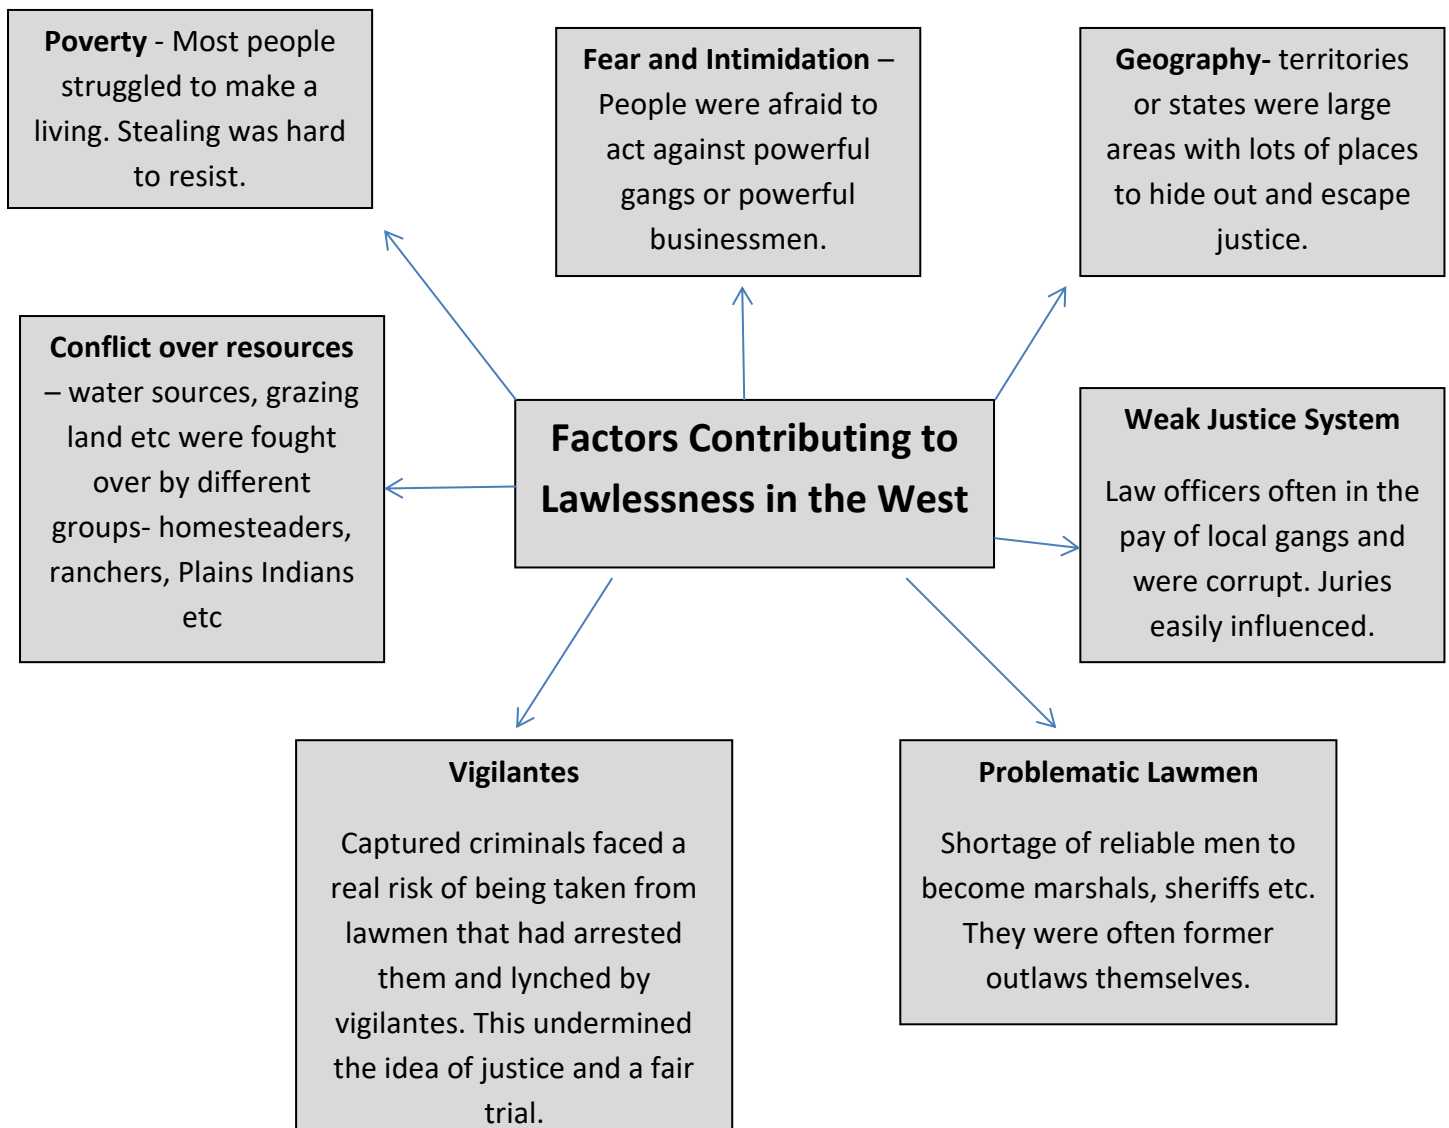 Poverty - Most people
struggled to make a
living. Stealing was hard
to resist.
Fear and Intimidation –
People were afraid to
act against powerful
gangs or powerful
businessmen.
Geography- territories
or states were large
areas with lots of places
to hide out and escape
justice.
Conflict over resources
– water sources, grazing
land etc were fought
over by different
groups- homesteaders,
ranchers, Plains Indians
etc
Factors Contributing to
Lawlessness in the West
Weak Justice System
Law officers often in the
pay of local gangs and
were corrupt. Juries
easily influenced.
Vigilantes
Captured criminals faced a
real risk of being taken from
lawmen that had arrested
them and lynched by
vigilantes. This undermined
the idea of justice and a fair
trial.
Problematic Lawmen
Shortage of reliable men to
become marshals, sheriffs etc.
They were often former
outlaws themselves.